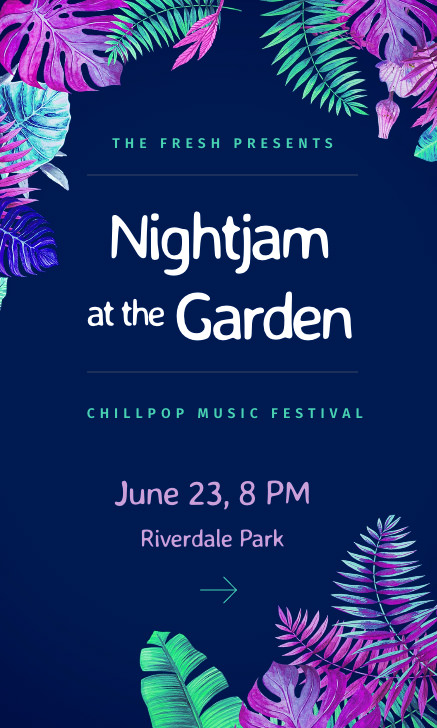 THE FRESH PRESENTS
Nightjam
at the Garden
CHILLPOP MUSIC FESTIVAL
June 23, 8 PM
Riverdale Park